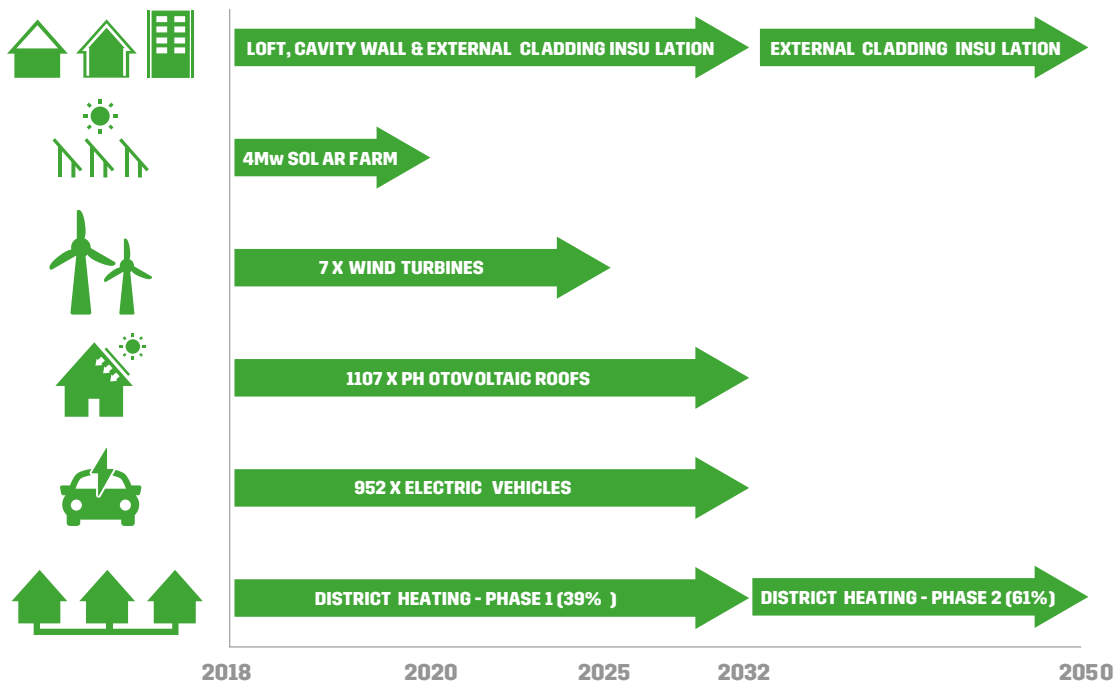 LOFT, CAVITY WALL & EXTERNAL CLADDING INSU LATION
EXTERNAL CLADDING INSU LATION
4Mw SOL AR FARM
7 X WIND TURBINES
1107 X PH OTOVOLTAIC ROOFS
952 X ELECTRIC VEHICLES
DISTRICT HEATING - PHASE 1 (39% )
DISTRICT HEATING - PHASE 2 (61%)
2018 2020 2025 2032 2050